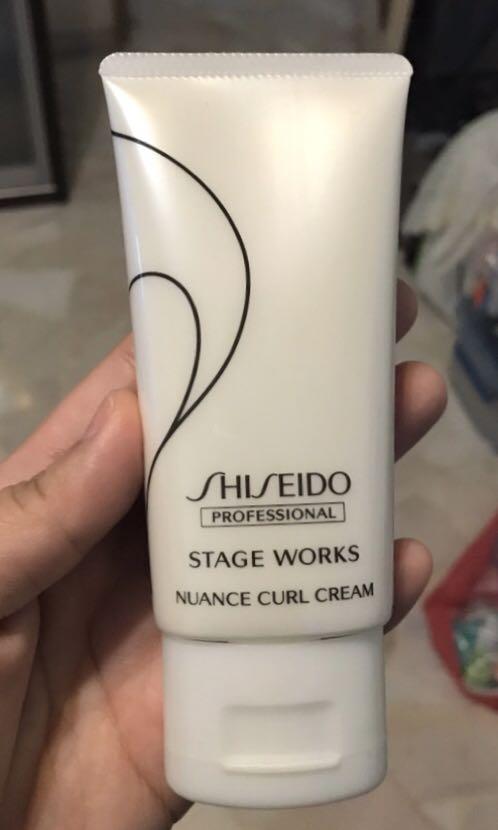 SHISEIDO
PROFESSIONAL
STAGE WORKS
NUANCE CURL CREAM